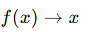 f(x) → x